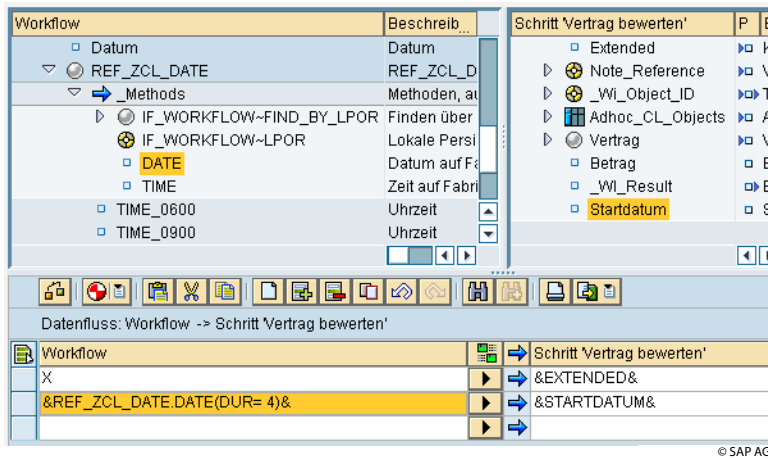 Workflow
Beschreib...
Datum
Datum
REF_ZCL_DATE
REF_ZCL_D
_Methods
Methoden, au
IF_WORKFLOW~FIND_BY_LPOR
Finden über
IF_WORKFLOW~LPOR
Lokale Persi
DATE
Datum auf Fa
TIME
Zeit auf Fabri
TIME_0600
Uhrzeit
TIME_0900
Uhrzeit
Schritt 'Vertrag bewerten'
P
Extended
Note_Reference
_Wi_Object_ID
Adhoc_CL_Objects
Vertrag
Betrag
_WI_Result
Startdatum
Datenfluss: Workflow -> Schritt 'Vertrag bewerten'
Workflow
Schritt 'Vertrag bewerten'
X
&EXTENDED&
&REF_ZCL_DATE.DATE(DUR= 4)&
&STARTDATUM&
© SAP AG